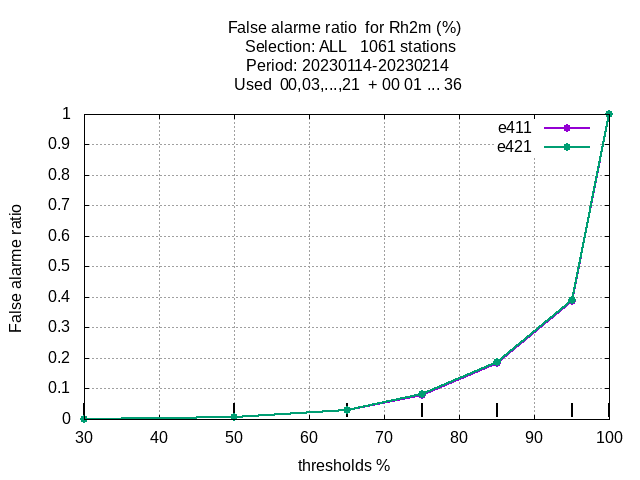 False alarme ratio  for Rh2m (%)
Selection: ALL   1061 stations
Period: 20230114-20230214
Used  00,03,...,21  + 00 01 ... 36
e411
e421
1
0.9
0.8
0.7
0.6
0.5
0.4
0.3
0.2
0.1
0
False alarme ratio
30 40 50 60 70 80 90 100
thresholds %